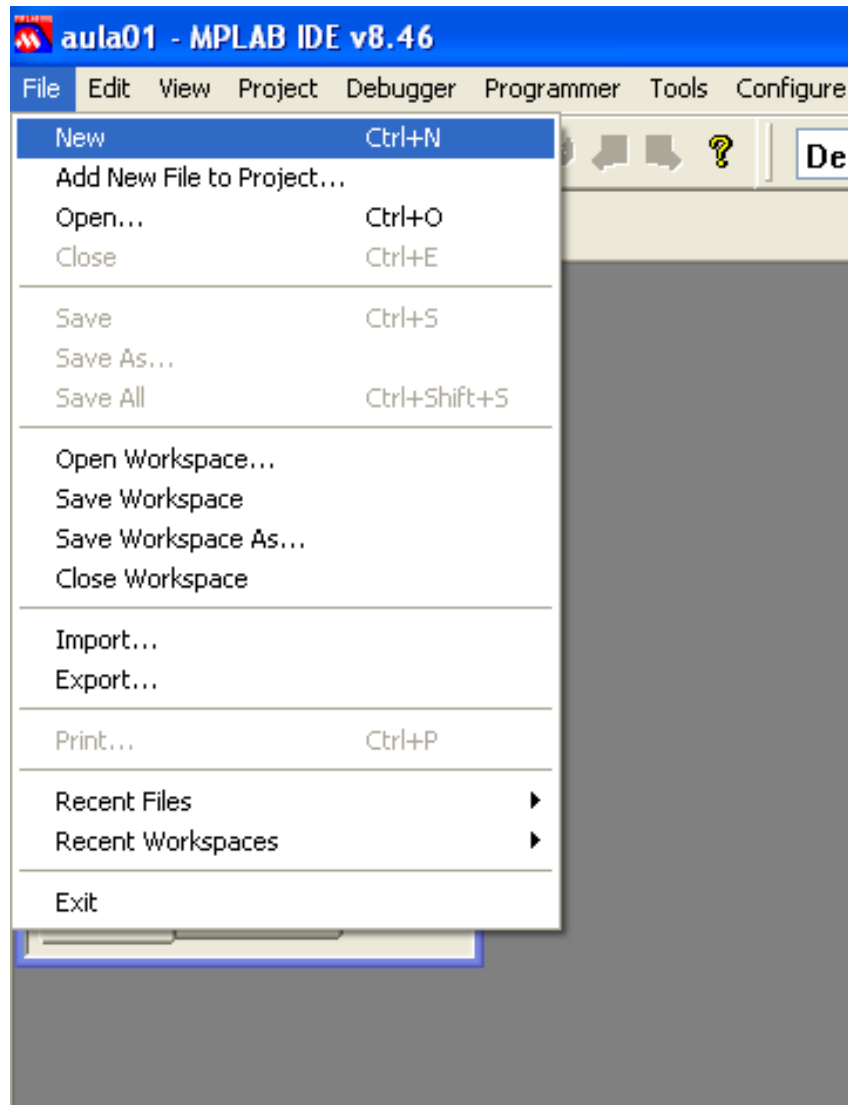 aula01 - MPLAB IDE v8.46
File Edit View Project Debugger Programmer Tools Configure
New Ctrl+N
De
Add New File to Project...
Open... Ctrl+O
Close Ctrl+E
Save Ctrl+S
Save As...
Save All Ctrl+Shift+S
Open Workspace...
Save Workspace
Save Workspace As...
Close Workspace
Import...
Export...
Print... Ctrl+P
Recent Files
Recent Workspaces
Exit